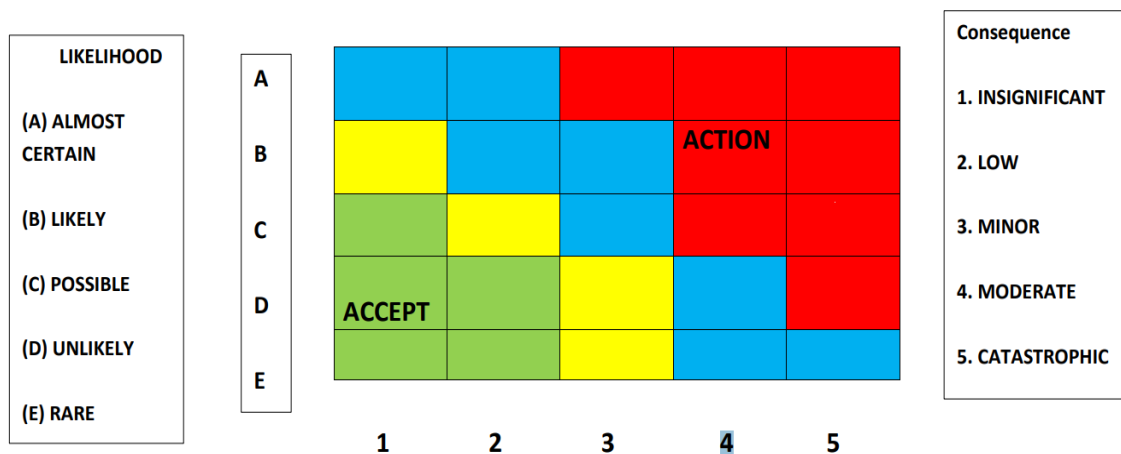 LIKELIHOOD
(A) ALMOST
CERTAIN
(B) LIKELY
(C) POSSIBLE
(D) UNLIKELY
(E) RARE
A
B
C
D
E
ACTION
ACCEPT
1
2
3
4
5
Consequence
1. INSIGNIFICANT
2. LOW
3. MINOR
4. MODERATE
5. CATASTROPHIC